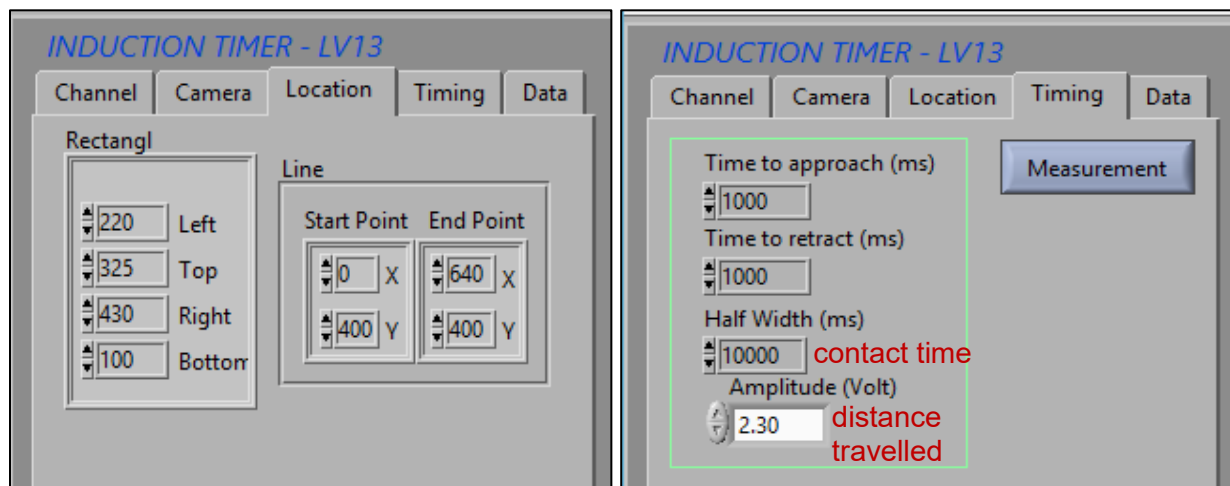 INDUCTION TIMER - LV13
Channel Camera Location Timing Data
Rectangl
220 Left
325 Top
430 Right
100 Bottom
Line
Start Point End Point
0 X 640 X
400 Y 400 Y
INDUCTION TIMER - LV13
Channel Camera Location Timing Data
Time to approach (ms)
1000
Time to retract (ms)
1000
Half Width (ms)
10000 contact time
Amplitude (Volt)
2.30 distance
travelled
Measurement